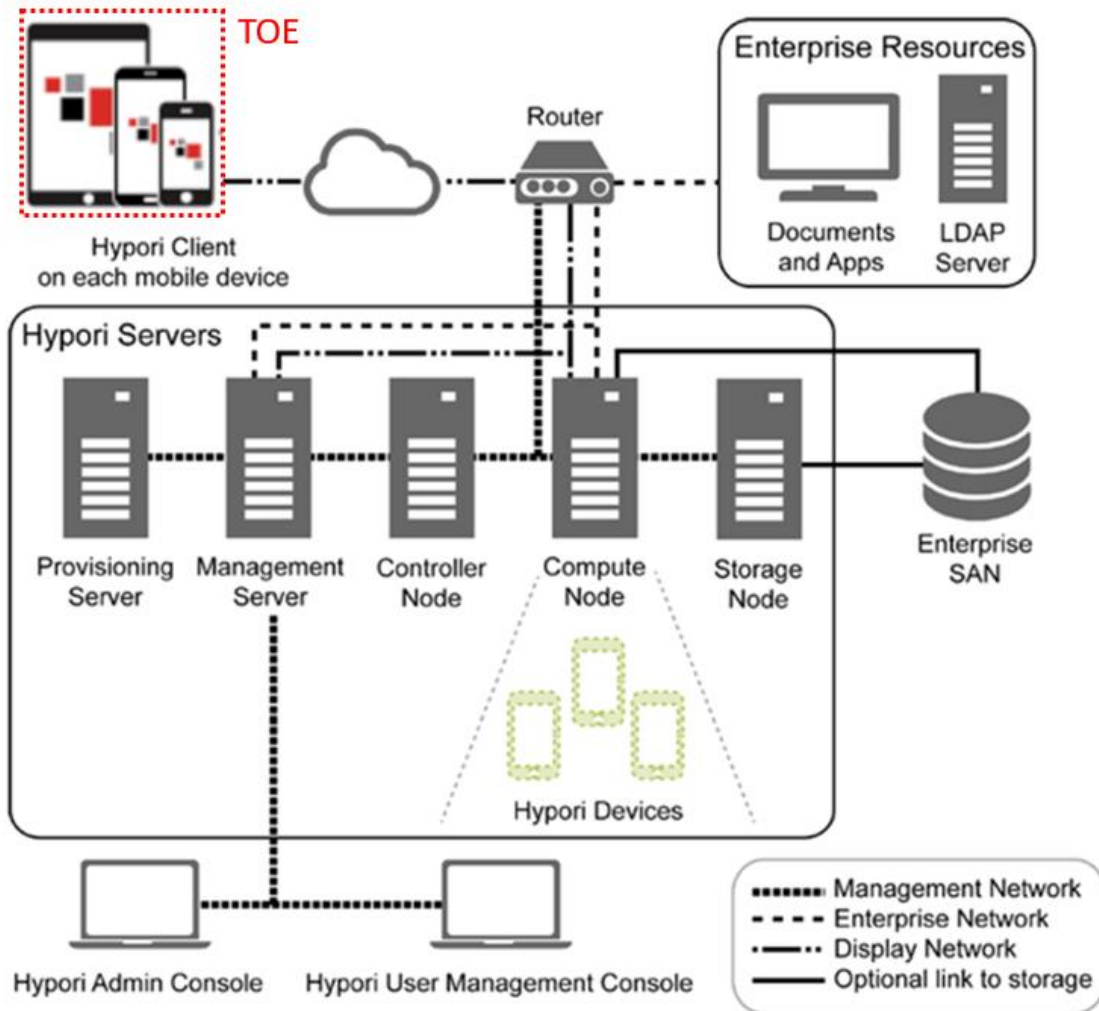 TOE
Enterprise Resources
Router
Documents
and Apps
LDAP
Server
Hypori Client
on each mobile device
Hypori Servers
Provisioning
Server
Management
Server
Controller
Node
Compute
Node
Storage
Node
Enterprise
SAN
Hypori Devices
Hypori Admin Console
Hypori User Management Console
Management Network
Enterprise Network
Display Network
Optional link to storage